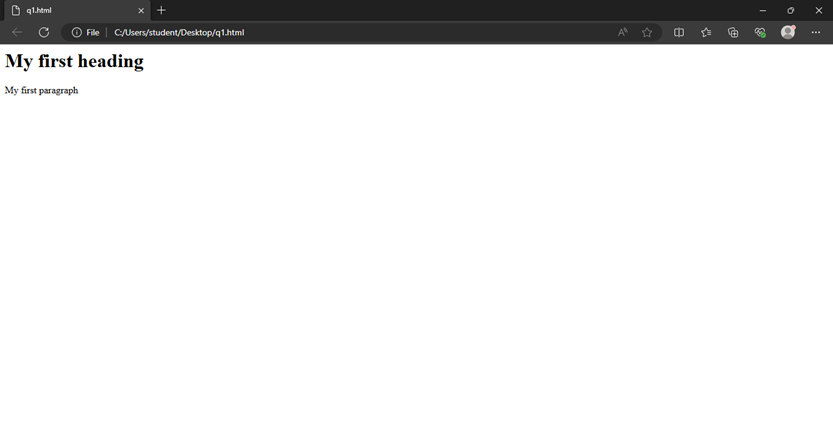 q1.html
File
C:/Users/student/Desktop/q1.html
My first heading
My first paragraph